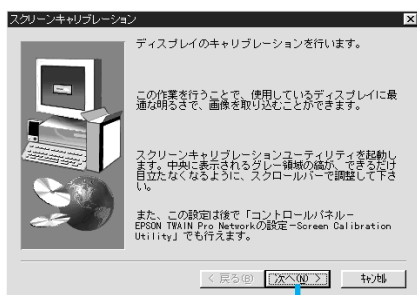 スクリーンキャリブレーション
ディスプレイのキャリブレーションを行います。
この作業を行うことで、使用しているディスプレイに最
適な明るさで、画像を取り込むことができます。
スクリーンキャリブレーションユーティリティを起動し
ます。中央に表示されるグレー領域の縞が、できるだけ
目立たなくなるように、スクロールバーで調整して下さ
い。
また、この設定は後で「コントロールパネルー
EPSON TWAIN Pro Networkの設定ーScreen Calibration
Utility」でも行えます。
< 戻る(B) 次へ(N) > キャンセル